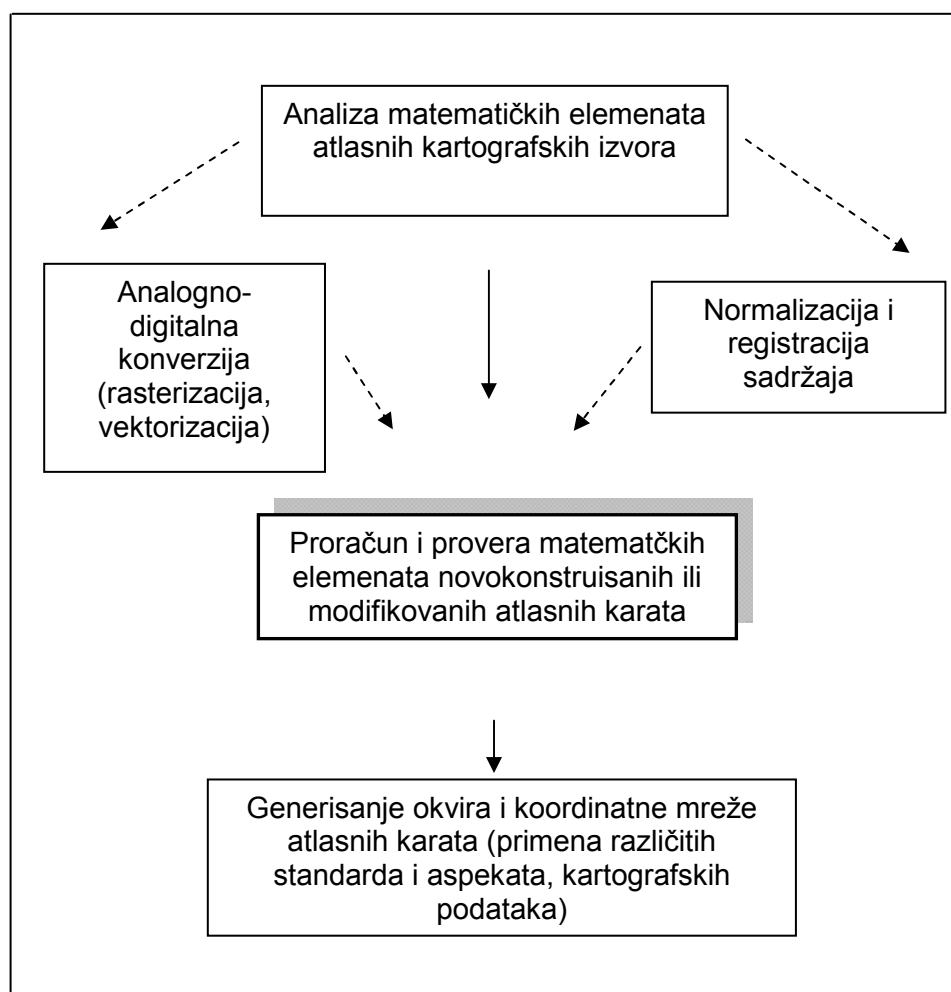 Analiza matematičkih elemenata
atlasnih kartografskih izvora
Analogno-
digitalna
konverzija
(rasterizacija,
vektorizacija)
Normalizacija i
registracija
sadržaja
Proračun i provera matematčkih
elemenata novokonstruisanih ili
modifikovanih atlasnih karata
Generisanje okvira i koordinatne mreže
atlasnih karata (primena različitih
standarda i aspekata, kartografskih
podataka)